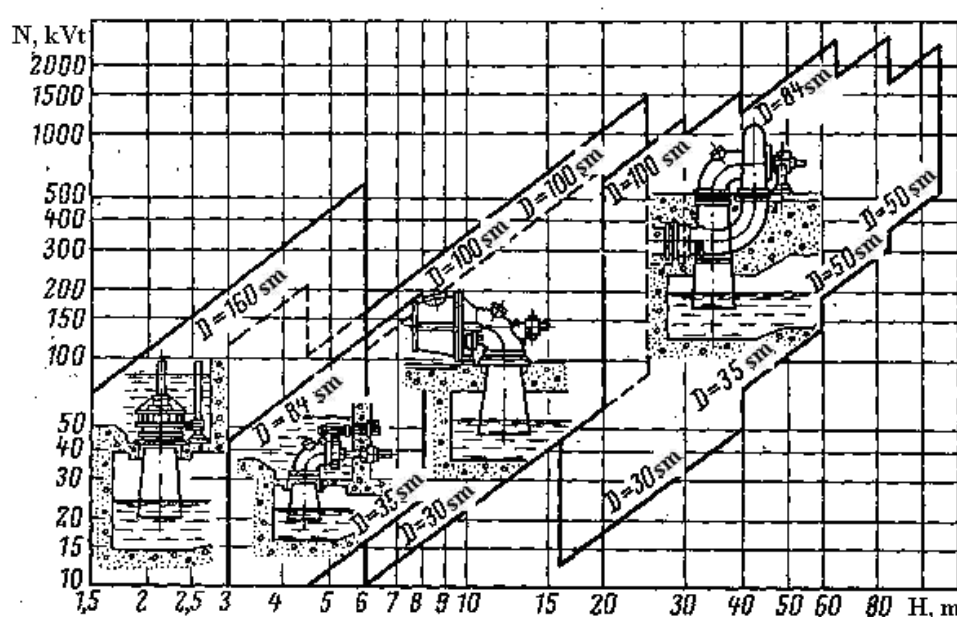 N, kVt
2000
1500
1000
500
400
300
200
150
100
50
40
30
20
15
10
D=160 sm
D=84 sm
D=100 sm
D=100 sm
D=100 sm
D=84 sm
D=50 sm
D=50 sm
D=35 sm
D=30 sm
D=35 sm
D=30 sm
1,5 2 2,5 3 4 5 6 7 8 9 10 15 20 30 40 50 60 80 H, m